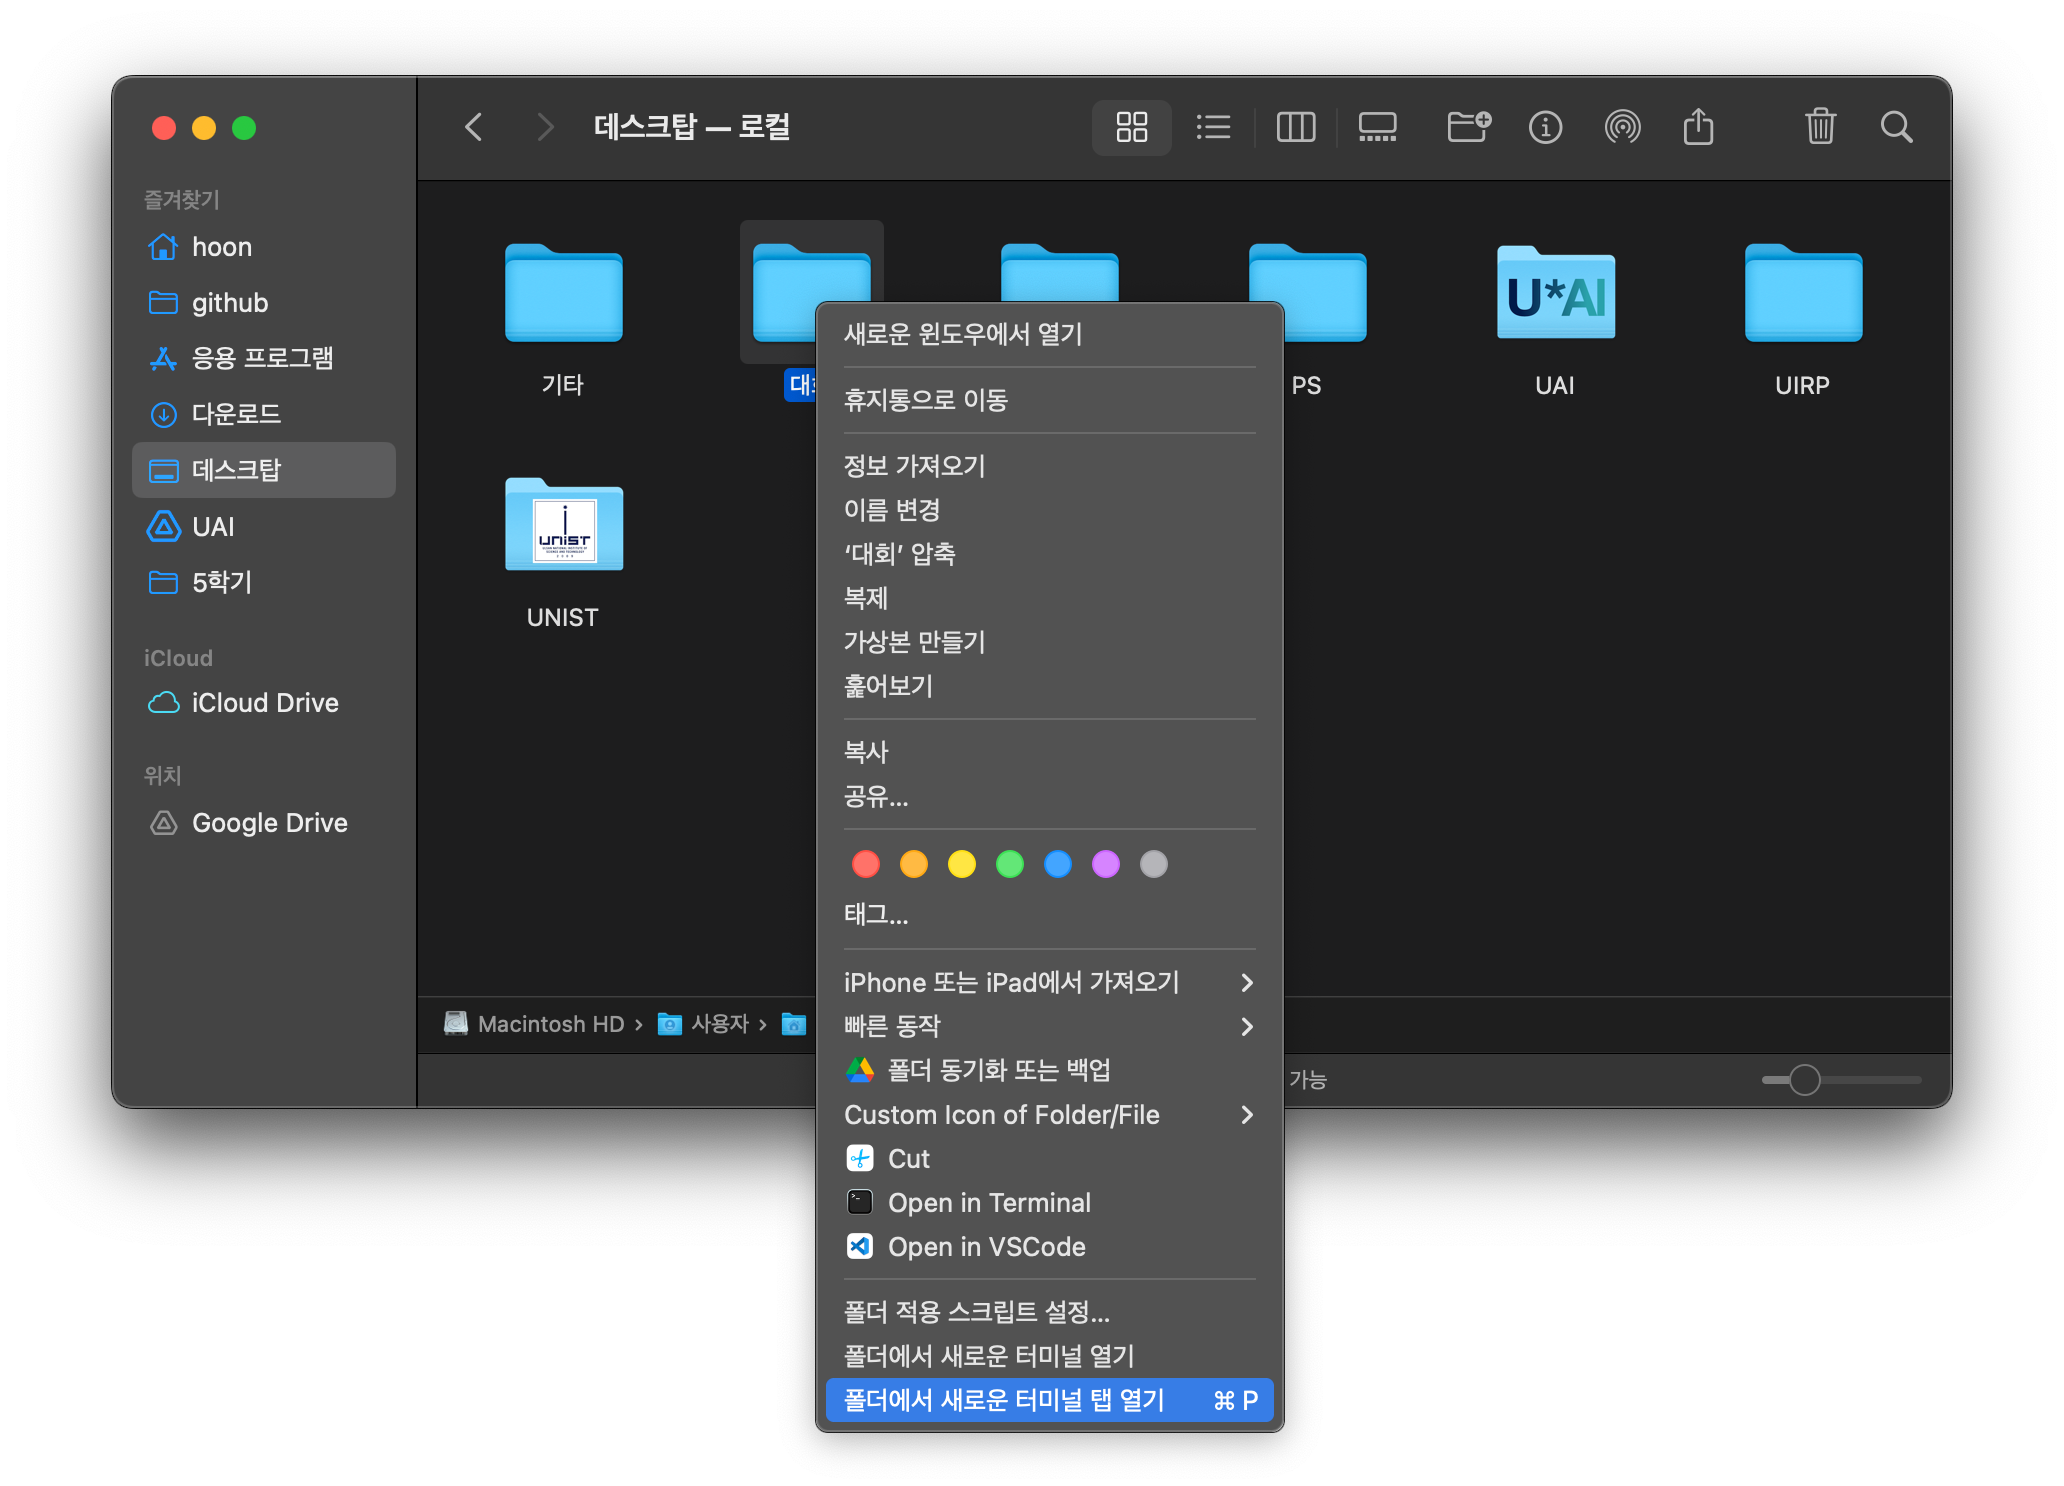 데스크탑 — 로컬
즐겨찾기
hoon
github
응용 프로그램
다운로드
데스크탑
UAI
5학기
iCloud
iCloud Drive
위치
Google Drive
기타
PS
U*AI
UAI
UIRP
UNIST
UNIST
새로운 윈도우에서 열기
휴지통으로 이동
정보 가져오기
이름 변경
‘대회’ 압축
복제
가상본 만들기
훑어보기
복사
공유...
태그...
iPhone 또는 iPad에서 가져오기
빠른 동작
폴더 동기화 또는 백업
Custom Icon of Folder/File
Cut
Open in Terminal
Open in VSCode
폴더 적용 스크립트 설정...
폴더에서 새로운 터미널 열기
폴더에서 새로운 터미널 탭 열기 ⌘ P
Macintosh HD › 사용자 ›
가능